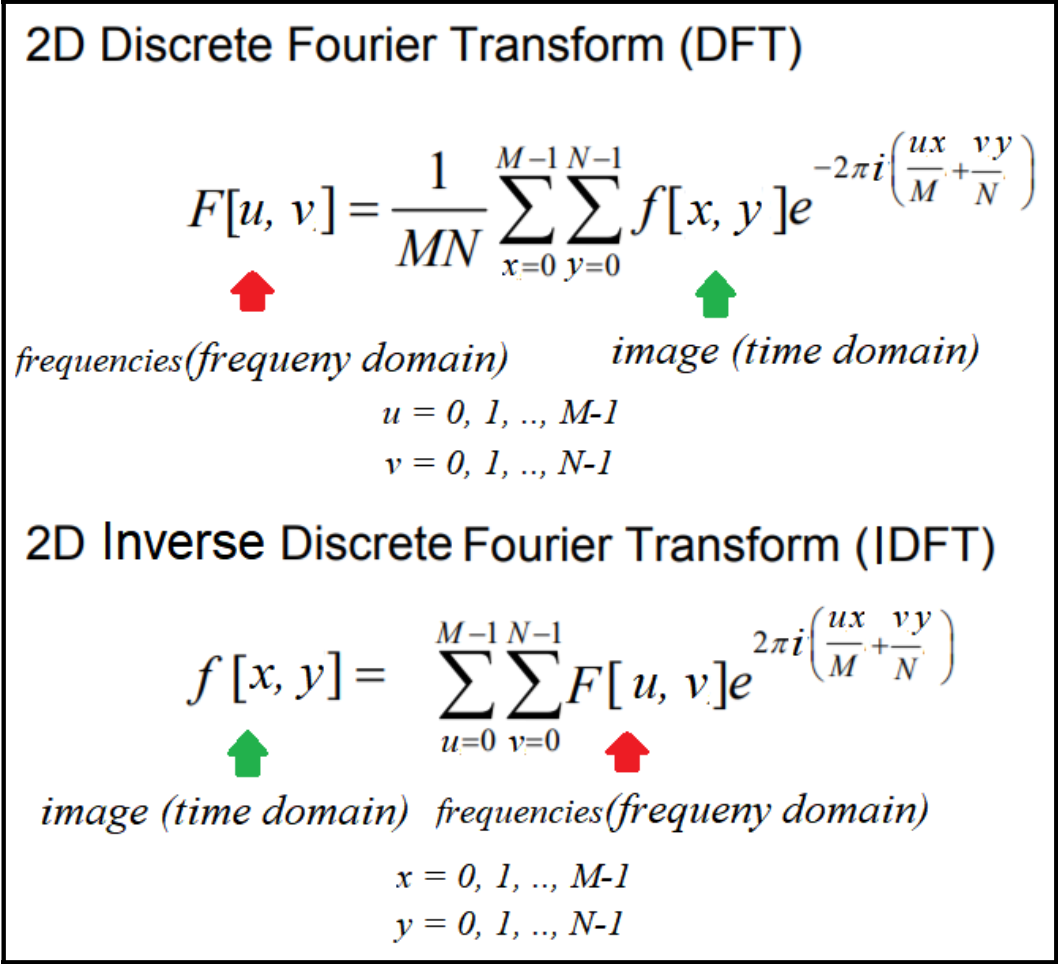 2D Discrete Fourier Transform (DFT)
F[u, v] = \frac{1}{MN} \sum_{x=0}^{M-1} \sum_{y=0}^{N-1} f[x, y] e^{-2\pi i \left( \frac{ux}{M} + \frac{vy}{N} \right)}
frequencies(frequeny domain) image (time domain)
u = 0, 1, .., M-1
v = 0, 1, .., N-1
2D Inverse Discrete Fourier Transform (IDFT)
f [x, y] = \sum_{u=0}^{M-1} \sum_{v=0}^{N-1} F[u, v] e^{2\pi i \left( \frac{ux}{M} + \frac{vy}{N} \right)}
image (time domain) frequencies(frequeny domain)
x = 0, 1, .., M-1
y = 0, 1, .., N-1